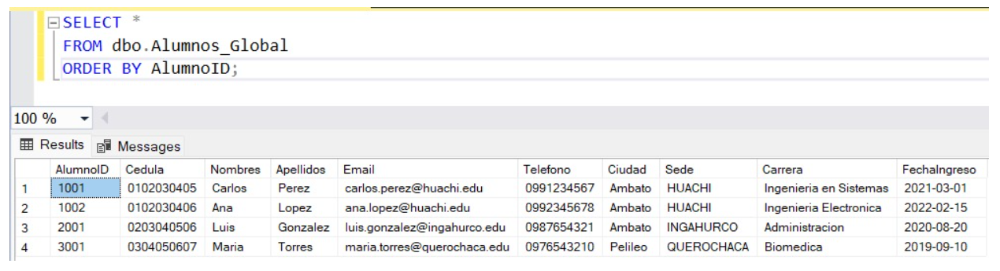 SELECT *
FROM dbo.Alumnos_Global
ORDER BY AlumnoID;
100 %
Results Messages
AlumnoID Cedula Nombres Apellidos Email Telefono Ciudad Sede Carrera FechaIngreso
1 1001 0102030405 Carlos Perez carlos.perez@huachi.edu 0991234567 Ambato HUACHI Ingenieria en Sistemas 2021-03-01
2 1002 0102030406 Ana Lopez ana.lopez@huachi.edu 0992345678 Ambato HUACHI Ingenieria Electronica 2022-02-15
3 2001 0203040506 Luis Gonzalez luis.gonzalez@ingahurco.edu 0987654321 Ambato INGAHURCO Administracion 2020-08-20
4 3001 0304050607 Maria Torres maria.torres@querochaca.edu 0976543210 Pelileo QUEROCHACA Biomedica 2019-09-10